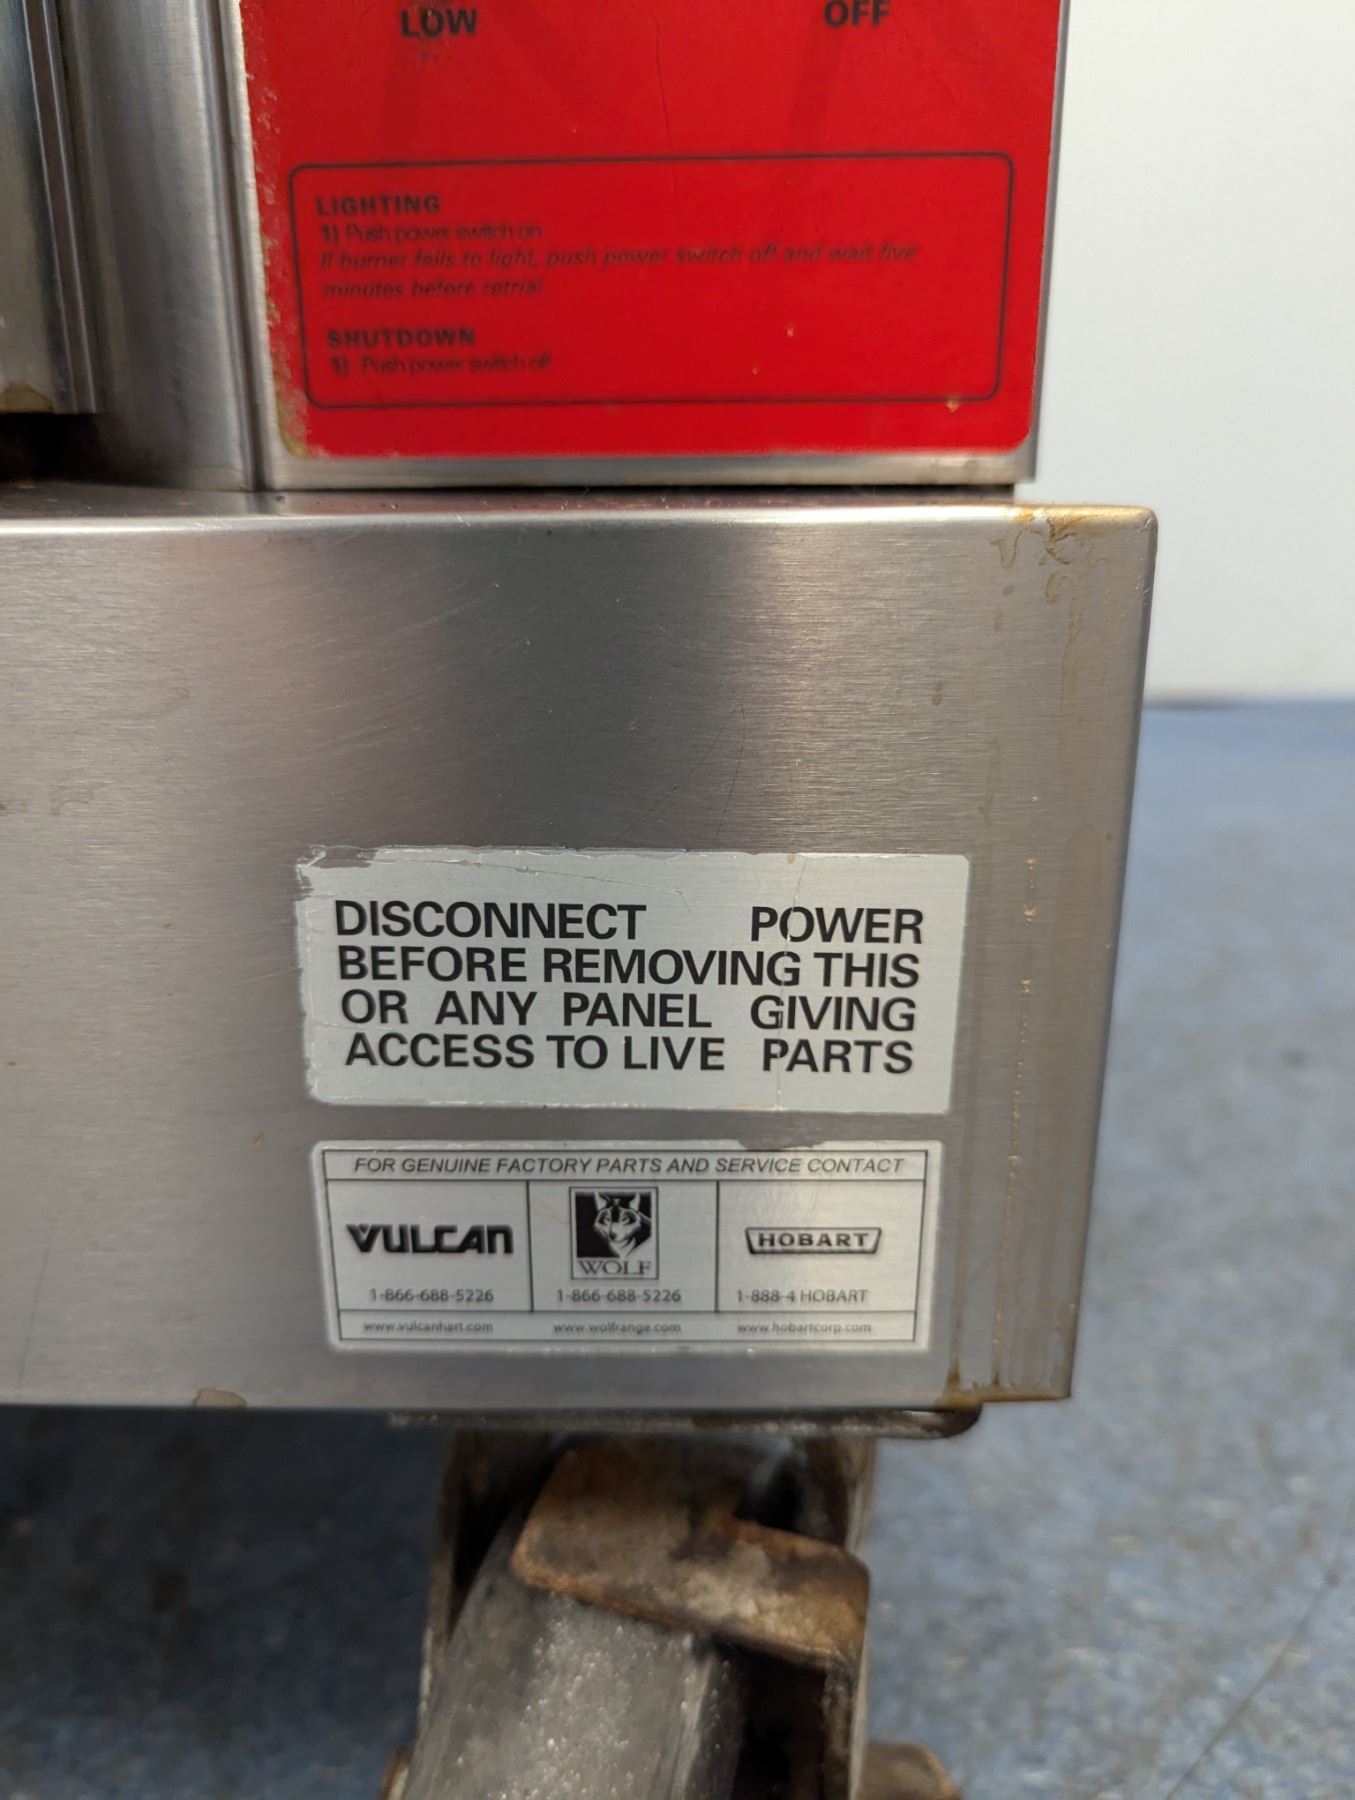 LOW OFF
LIGHTING
1) Push power switch on
If burner fails to light, push power switch off and wait five
minutes before retrial
SHUTDOWN
1) Push power switch off
DISCONNECT POWER
BEFORE REMOVING THIS
OR ANY PANEL GIVING
ACCESS TO LIVE PARTS
FOR GENUINE FACTORY PARTS AND SERVICE CONTACT
VULCAN
1-866-688-5226
www.vulcanhart.com
WOLF
1-866-688-5226
www.wolfrange.com
HOBART
1-888-4 HOBART
www.hobartcorp.com